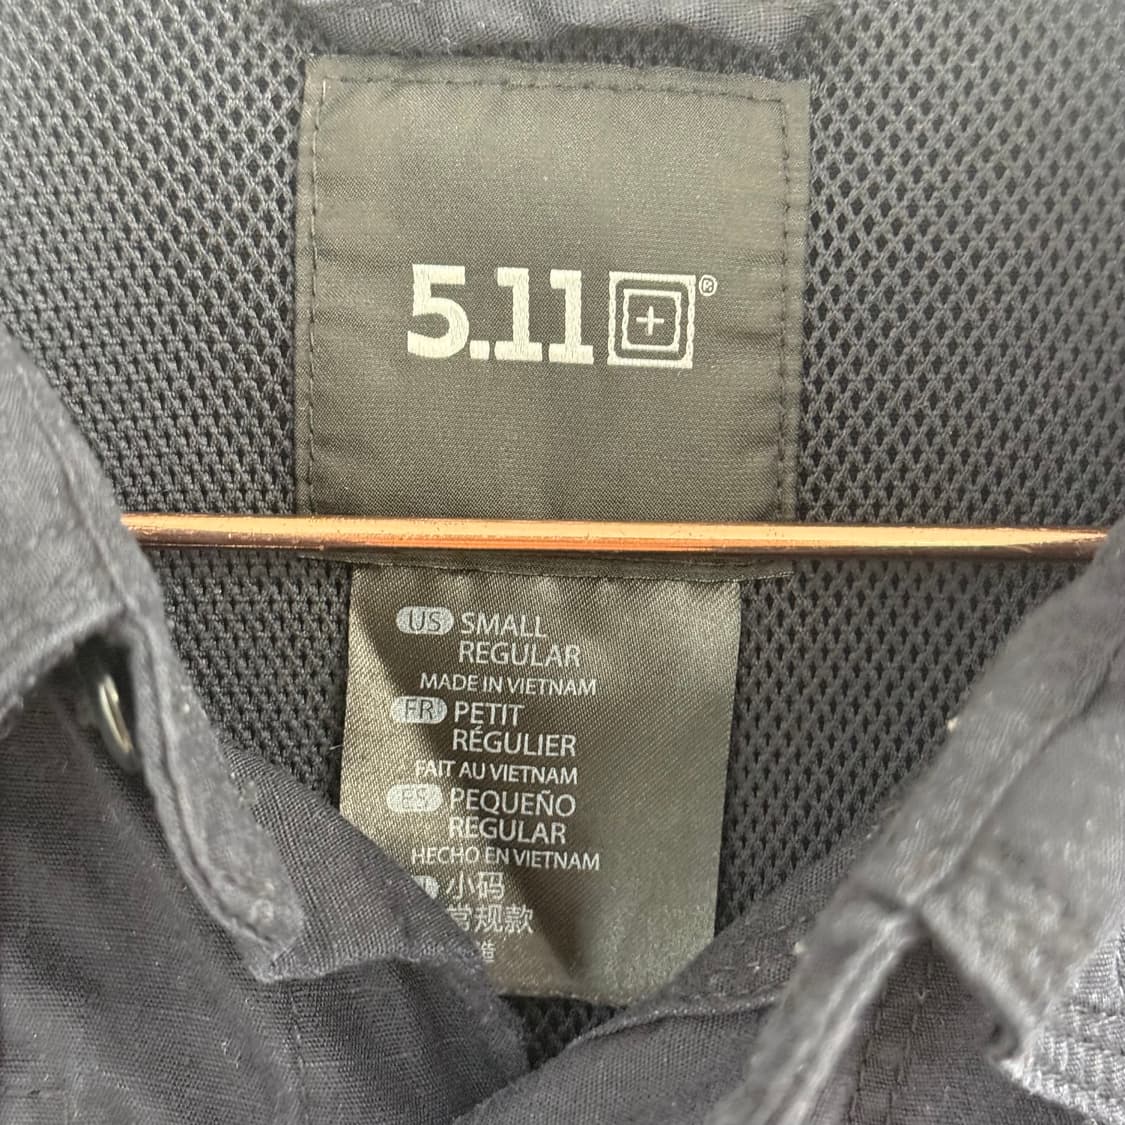 5.11®
US SMALL
REGULAR
MADE IN VIETNAM
FR PETIT
RÉGULIER
FAIT AU VIETNAM
ES PEQUEÑO
REGULAR
HECHO EN VIETNAM
小码
常规款
造